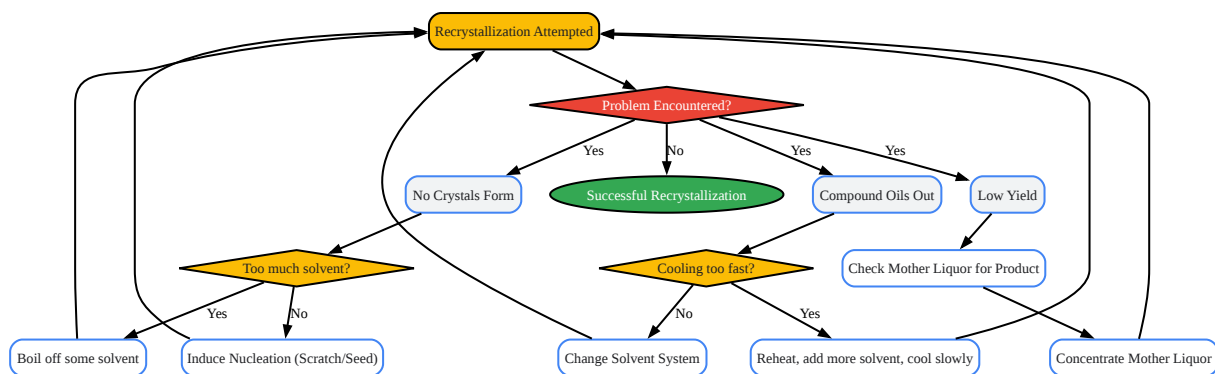 Recrystallization Attempted
Problem Encountered?
Yes
No
Yes
Yes
No Crystals Form
Successful Recrystallization
Compound Oils Out
Low Yield
Too much solvent?
Cooling too fast?
Check Mother Liquor for Product
Yes
No
No
Yes
Boil off some solvent
Induce Nucleation (Scratch/Seed)
Change Solvent System
Reheat, add more solvent, cool slowly
Concentrate Mother Liquor